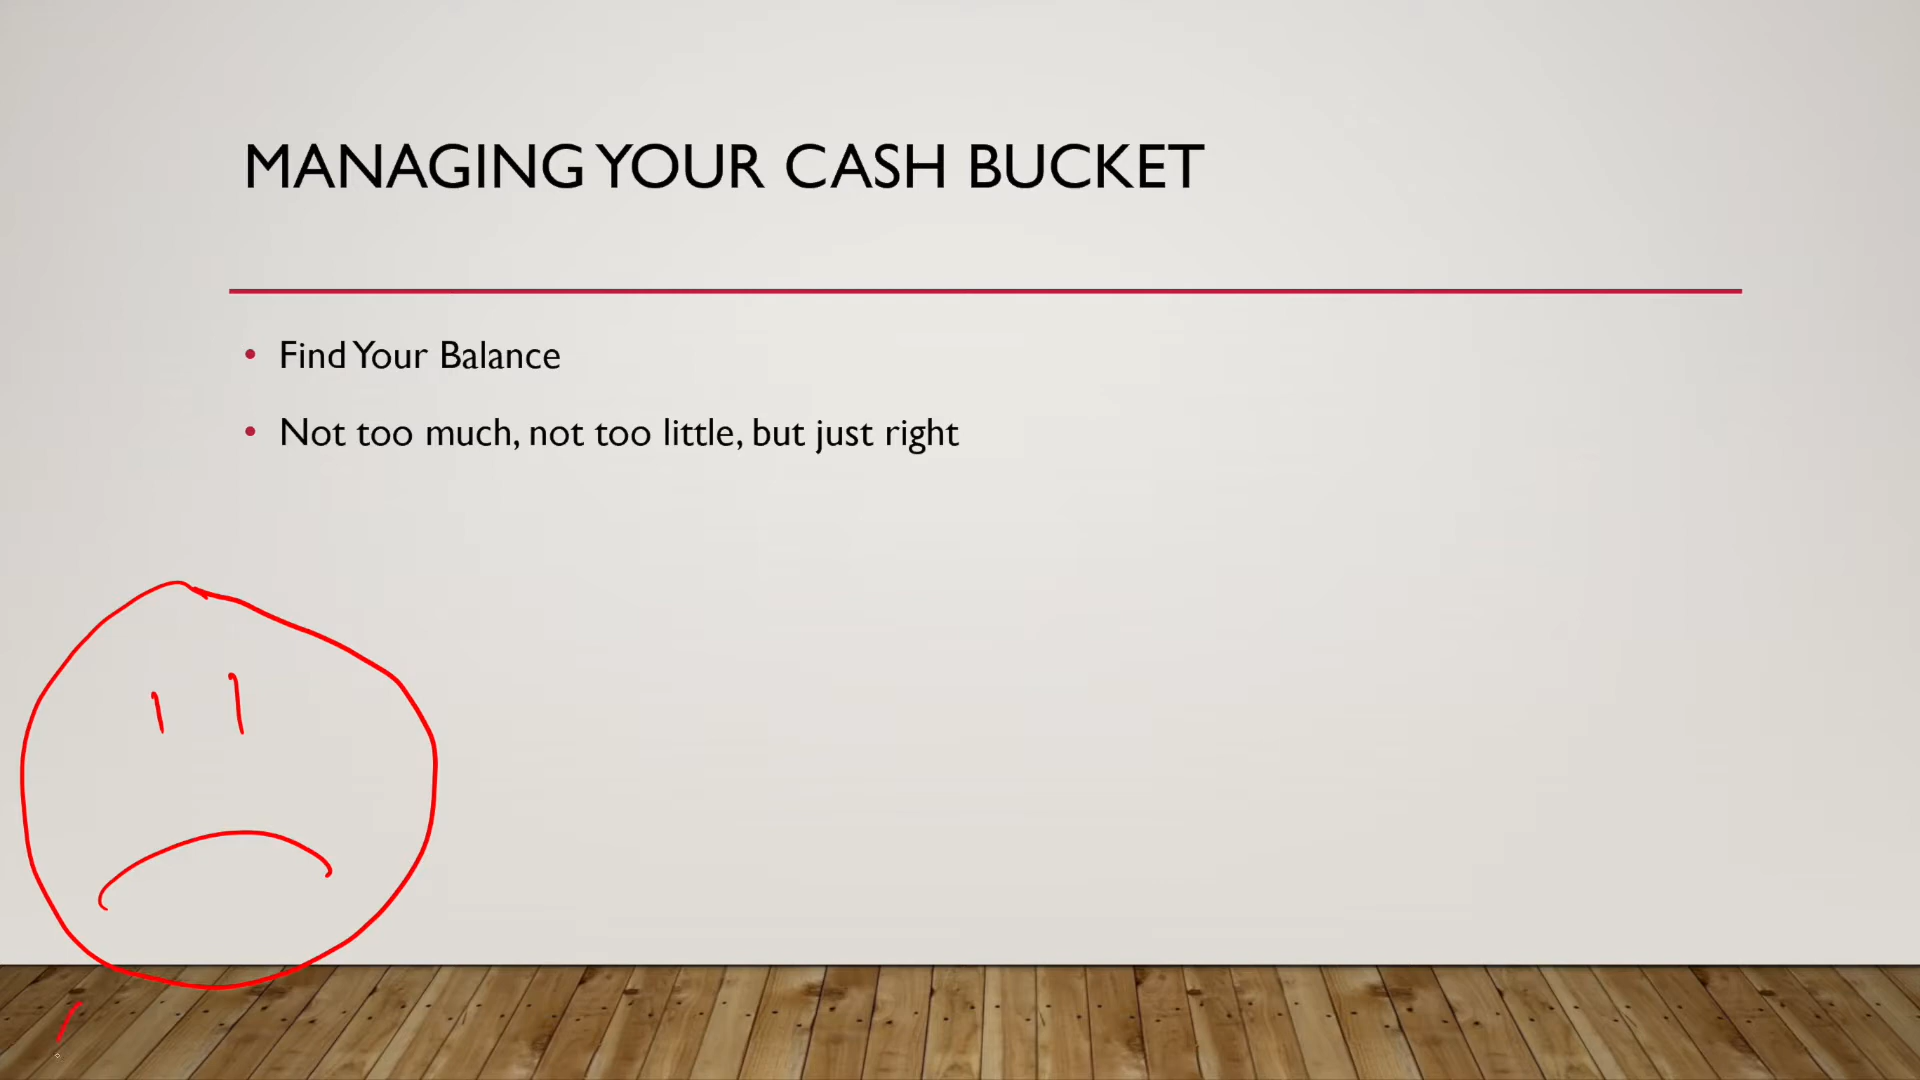 MANAGING YOUR CASH BUCKET
• Find Your Balance
• Not too much, not too little, but just right